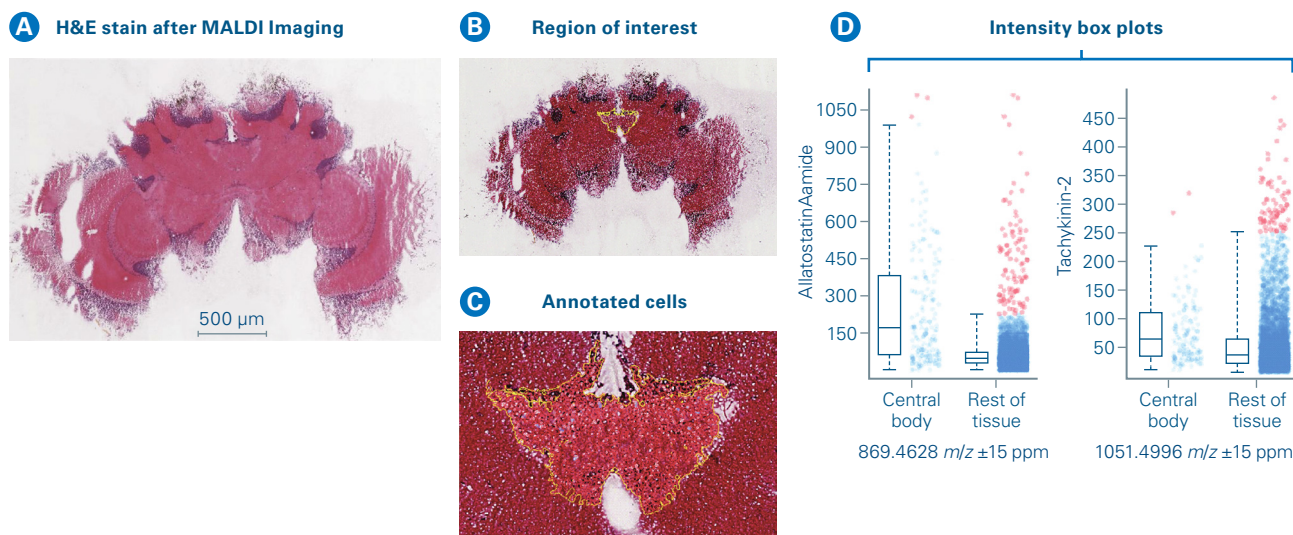 A H&E stain after MALDI Imaging
500 µm
B Region of interest
C Annotated cells
D Intensity box plots
AllatostatinAamide
1050
900
750
600
450
300
150
Central body
Rest of tissue
869.4628 m/z ±15 ppm
Tachykinin-2
450
400
350
300
250
200
150
100
50
Central body
Rest of tissue
1051.4996 m/z ±15 ppm